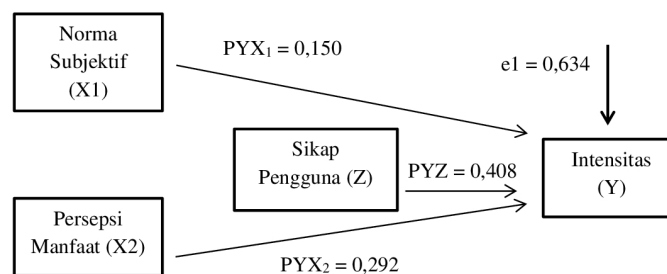 Norma
Subjektif
(X1)
PYX₁ = 0,150
e1 = 0,634
Sikap
Pengguna (Z)
PYZ = 0,408
Intensitas
(Y)
Persepsi
Manfaat (X2)
PYX₂ = 0,292